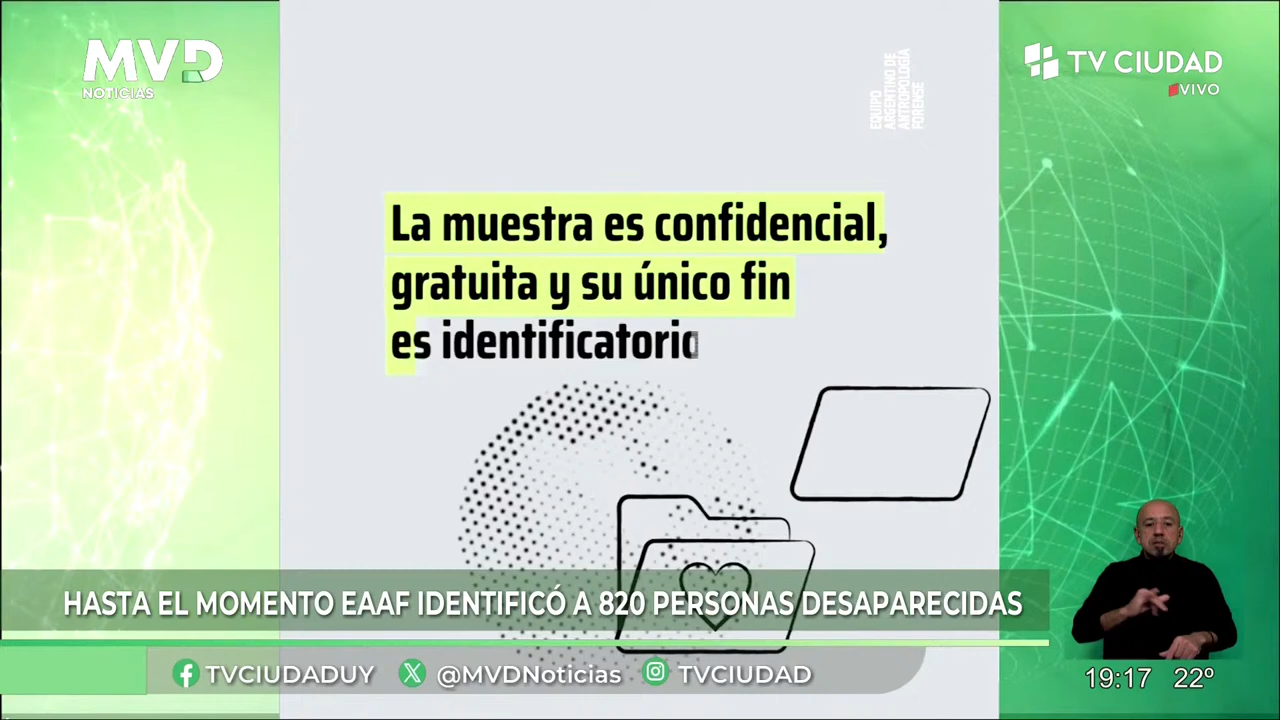 MVD
NOTICIAS
TV CIUDAD
VIVO
EQUIPO
ARGENTINO DE
ANTROPOLOGÍA
FORENSE
La muestra es confidencial,
gratuita y su único fin
es identificatorio
HASTA EL MOMENTO EAAF IDENTIFICÓ A 820 PERSONAS DESAPARECIDAS
TVCIUDADUY
@MVDNoticias
TVCIUDAD
19:17 22º